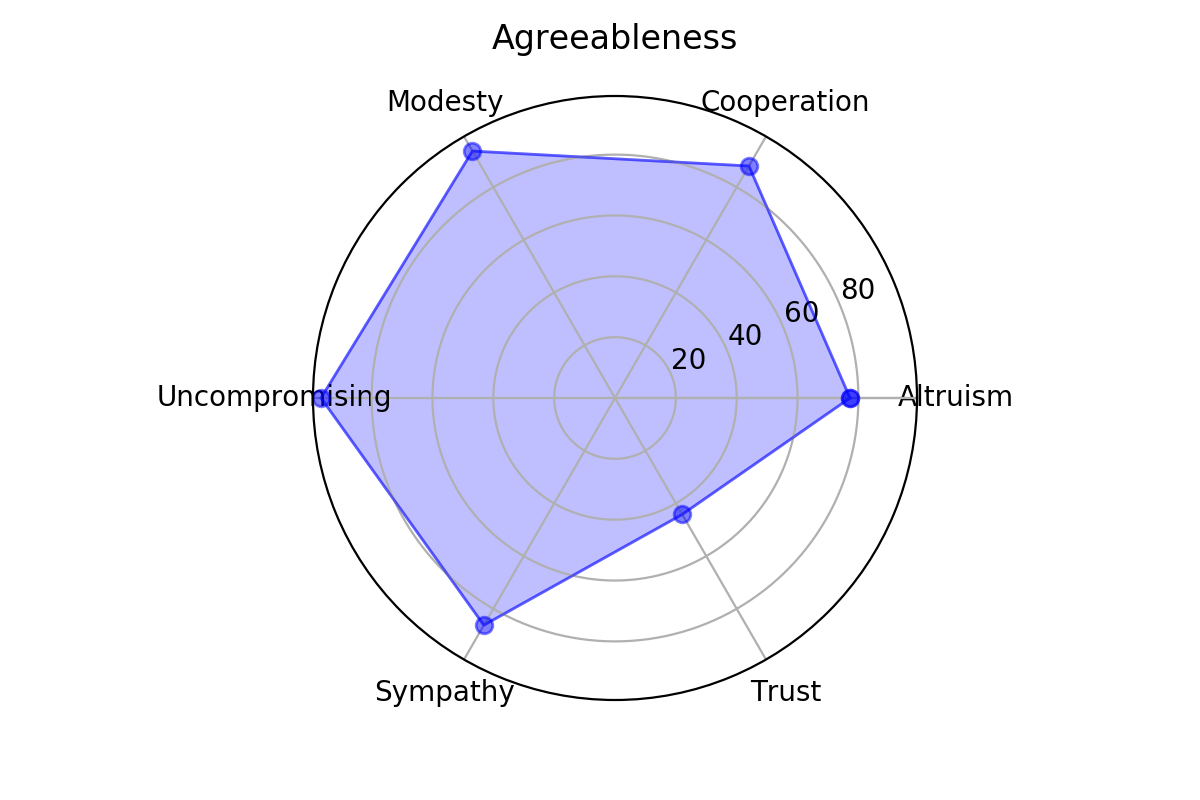 Agreeableness
Modesty
Cooperation
80
60
40
20
Uncompromising
Altruism
Sympathy
Trust